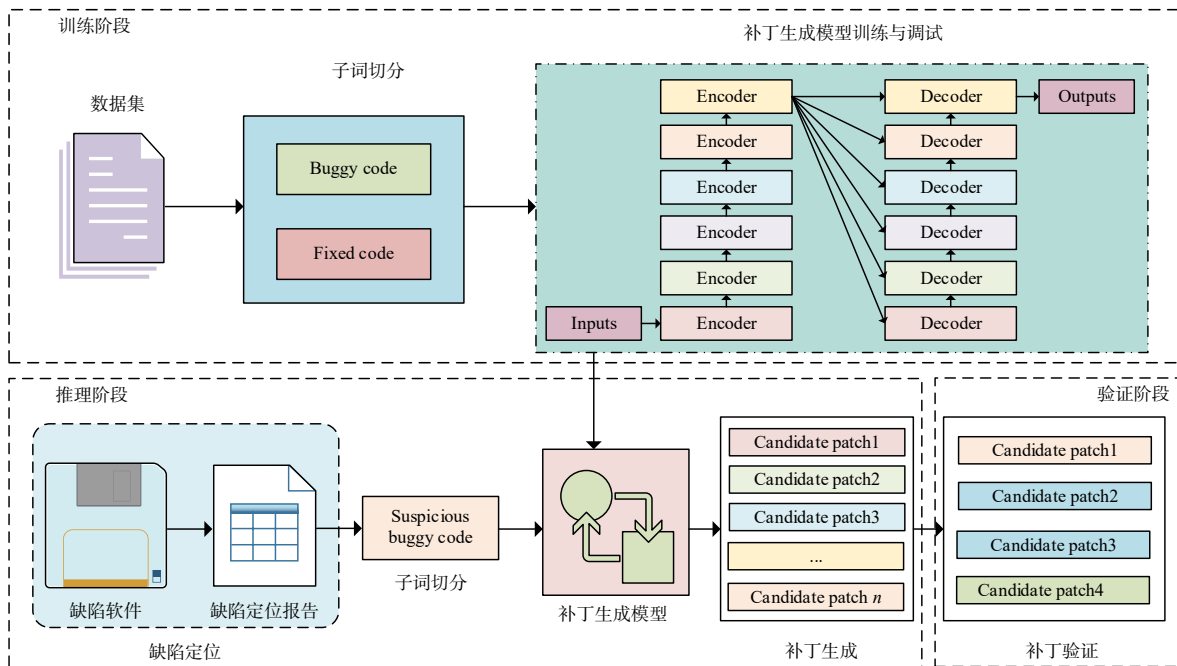 训练阶段
补丁生成模型训练与调试
子词切分
数据集
Buggy code
Fixed code
Encoder
Encoder
Encoder
Encoder
Encoder
Encoder
Inputs
Decoder
Decoder
Decoder
Decoder
Decoder
Decoder
Outputs
推理阶段
缺陷软件
缺陷定位报告
缺陷定位
Suspicious
buggy code
子词切分
补丁生成模型
Candidate patch1
Candidate patch2
Candidate patch3
...
Candidate patch n
补丁生成
验证阶段
Candidate patch1
Candidate patch2
Candidate patch3
Candidate patch4
补丁验证